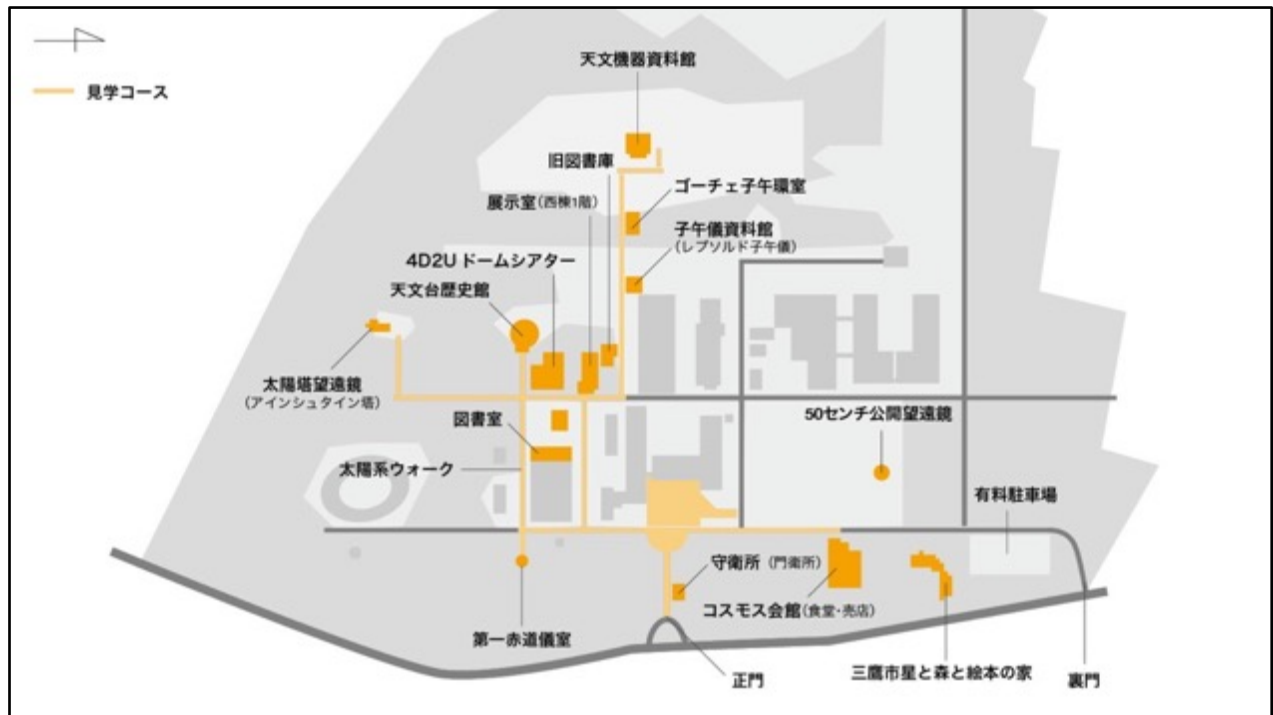 天文機器資料館
見学コース
旧図書庫
ゴーチェ子午環室
展示室(西棟1階)
子午儀資料館
(レプソルド子午儀)
4D2Uドームシアター
天文台歴史館
太陽塔望遠鏡
(アインシュタイン塔)
50センチ公開望遠鏡
図書室
太陽系ウォーク
有料駐車場
守衛所(門衛所)
コスモス会館(食堂・売店)
第一赤道儀室
三鷹市星と森と絵本の家
正門
裏門